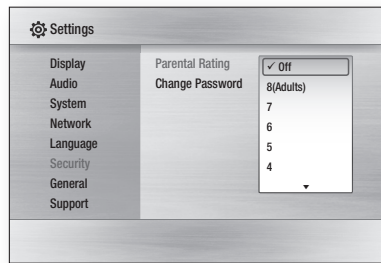 Settings
Display
Audio
System
Network
Language
Security
General
Support
Parental Rating
Change Password
✓ Off
8(Adults)
7
6
5
4